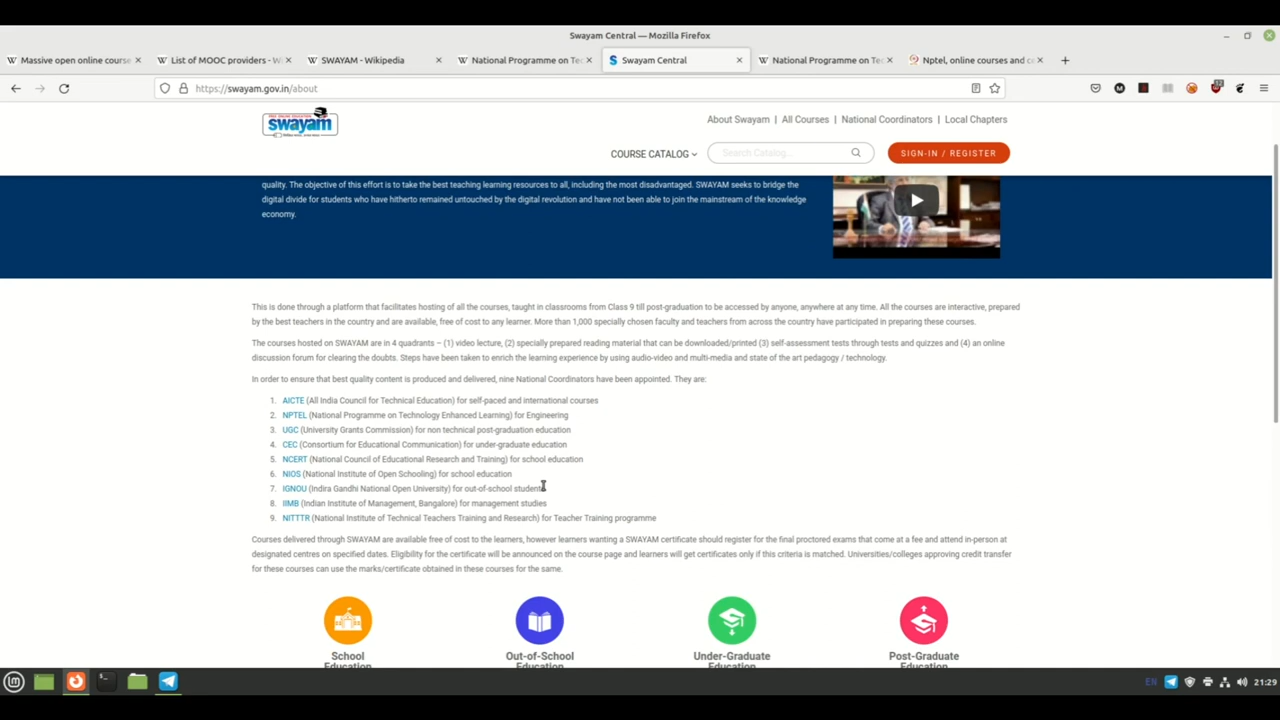 Swayam Central — Mozilla Firefox
Massive open online course
List of MOOC providers - W
SWAYAM - Wikipedia
National Programme on Te
Swayam Central
National Programme on Te
Nptel, online courses and c
https://swayam.gov.in/about
12
FREE ONLINE EDUCATION
swayam
About Swayam | All Courses | National Coordinators | Local Chapters
COURSE CATALOG
Search Catalog...
SIGN-IN / REGISTER
quality. The objective of this effort is to take the best teaching learning resources to all, including the most disadvantaged. SWAYAM seeks to bridge the
digital divide for students who have hitherto remained untouched by the digital revolution and have not been able to join the mainstream of the knowledge
economy.
This is done through a platform that facilitates hosting of all the courses, taught in classrooms from Class 9 till post-graduation to be accessed by anyone, anywhere at any time. All the courses are interactive, prepared
by the best teachers in the country and are available, free of cost to any learner. More than 1,000 specially chosen faculty and teachers from across the country have participated in preparing these courses.
The courses hosted on SWAYAM are in 4 quadrants – (1) video lecture, (2) specially prepared reading material that can be downloaded/printed (3) self-assessment tests through tests and quizzes and (4) an online
discussion forum for clearing the doubts. Steps have been taken to enrich the learning experience by using audio-video and multi-media and state of the art pedagogy / technology.
In order to ensure that best quality content is produced and delivered, nine National Coordinators have been appointed. They are:
1. AICTE (All India Council for Technical Education) for self-paced and international courses
2. NPTEL (National Programme on Technology Enhanced Learning) for Engineering
3. UGC (University Grants Commission) for non technical post-graduation education
4. CEC (Consortium for Educational Communication) for under-graduate education
5. NCERT (National Council of Educational Research and Training) for school education
6. NIOS (National Institute of Open Schooling) for school education
7. IGNOU (Indira Gandhi National Open University) for out-of-school students
8. IIMB (Indian Institute of Management, Bangalore) for management studies
9. NITTTR (National Institute of Technical Teachers Training and Research) for Teacher Training programme
Courses delivered through SWAYAM are available free of cost to the learners, however learners wanting a SWAYAM certificate should register for the final proctored exams that come at a fee and attend in-person at
designated centres on specified dates. Eligibility for the certificate will be announced on the course page and learners will get certificates only if this criteria is matched. Universities/colleges approving credit transfer
for these courses can use the marks/certificate obtained in these courses for the same.
School
Education
Out-of-School
Education
Under-Graduate
Education
Post-Graduate
Education
EN
21:29